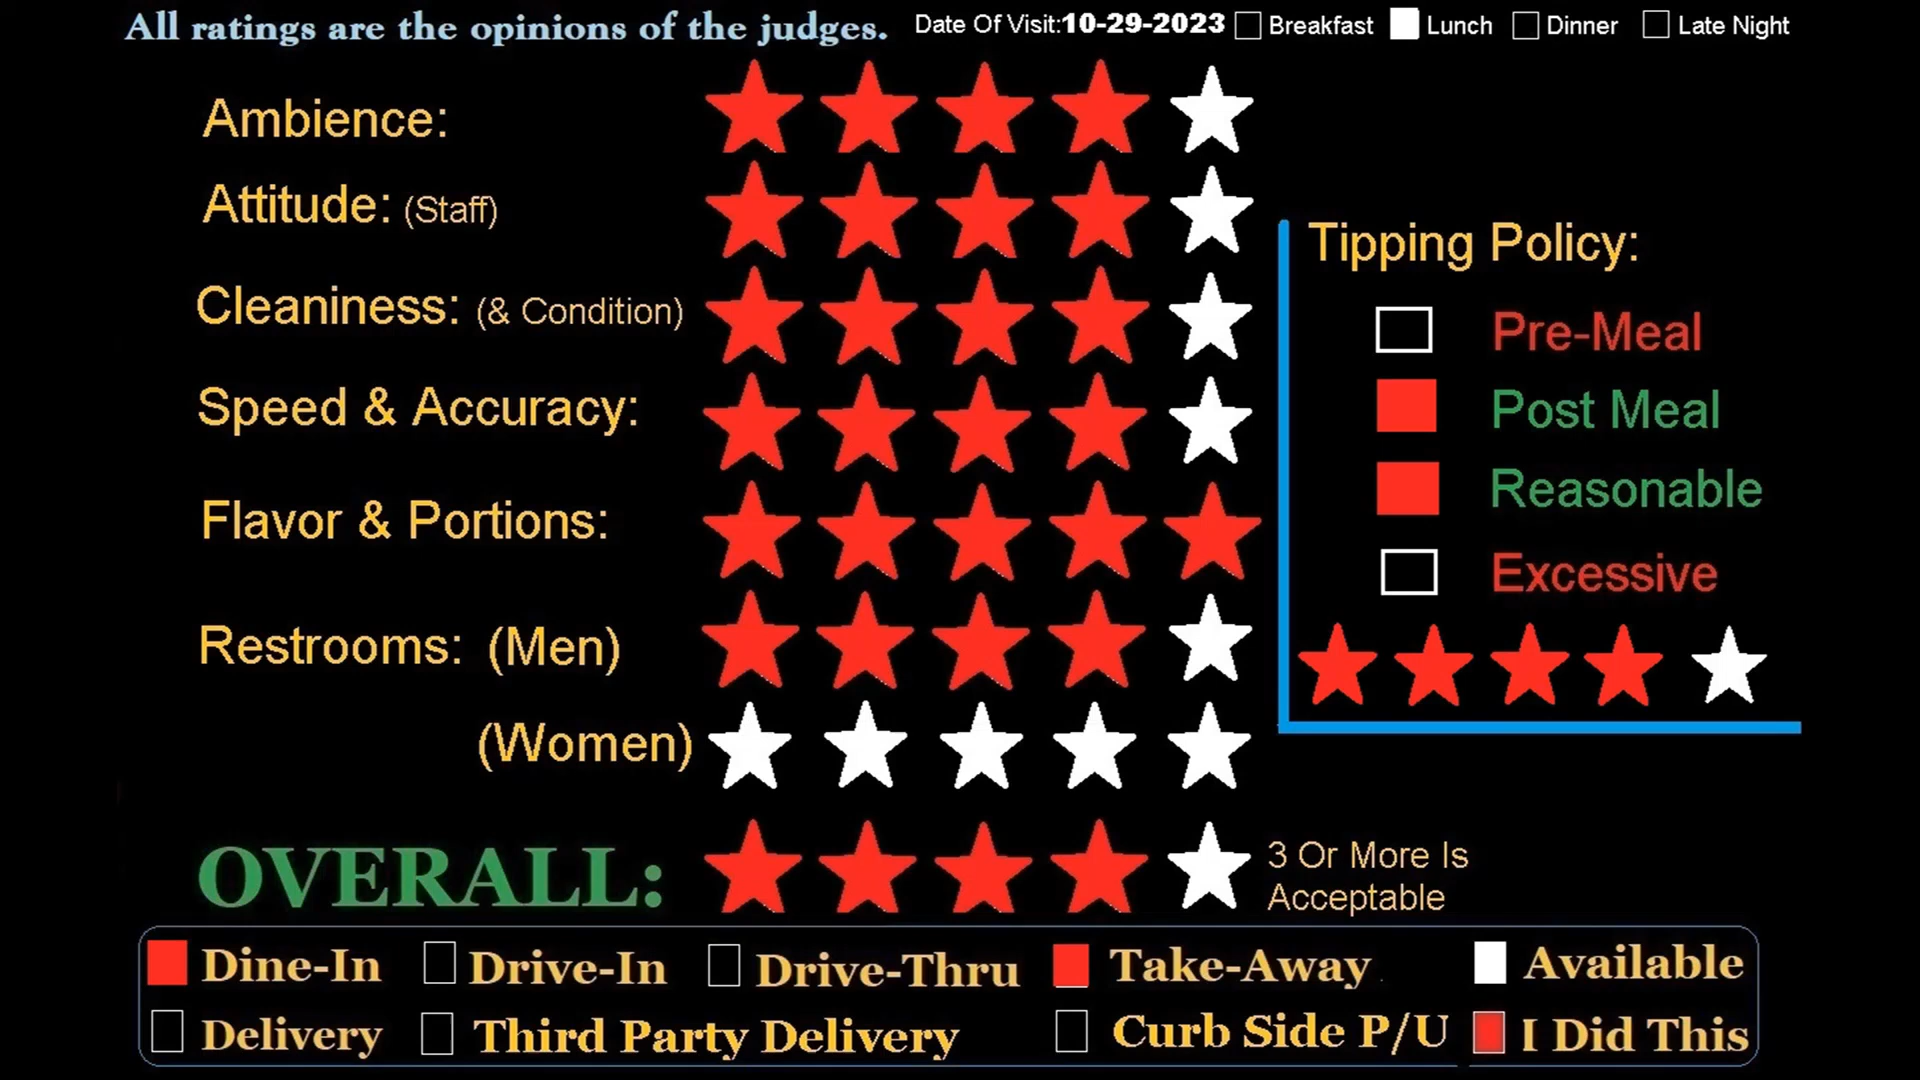 All ratings are the opinions of the judges. Date Of Visit:10-29-2023 Breakfast Lunch Dinner Late Night
Ambience:
Attitude: (Staff)
Cleaniness: (& Condition)
Speed & Accuracy:
Flavor & Portions:
Restrooms: (Men)
(Women)
Tipping Policy:
Pre-Meal
Post Meal
Reasonable
Excessive
OVERALL:
3 Or More Is
Acceptable
Dine-In Drive-In Drive-Thru Take-Away Available
Delivery Third Party Delivery Curb Side P/U I Did This